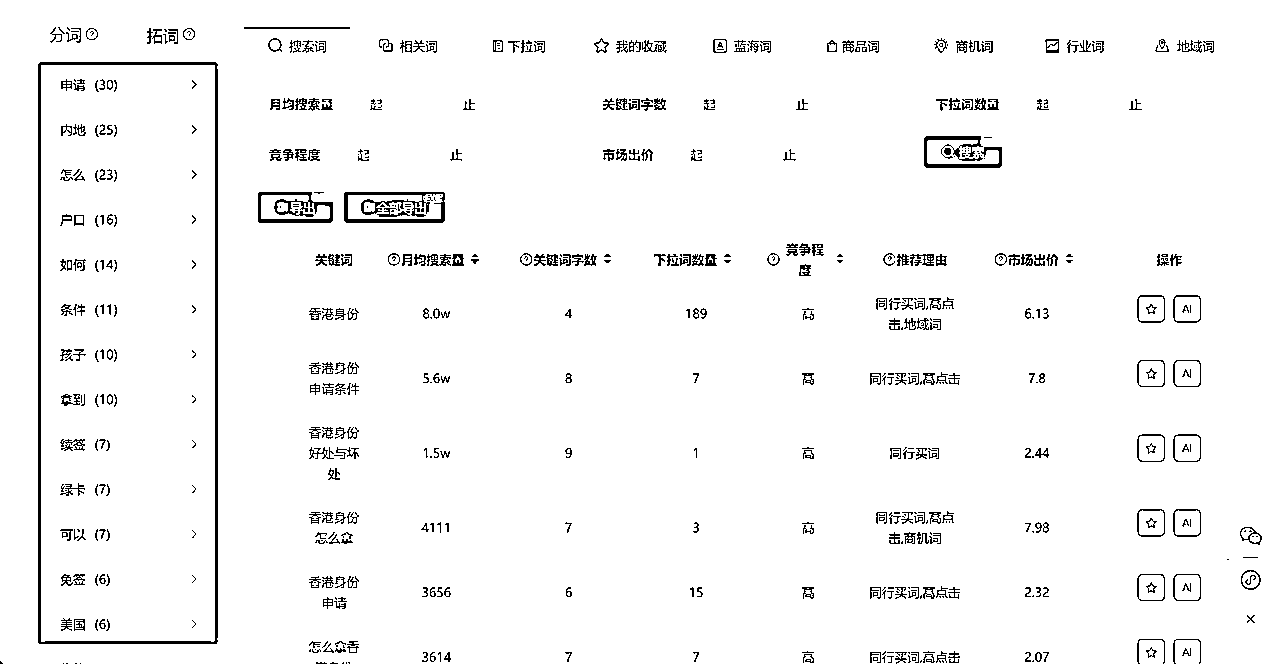 分词 拓词
搜索词 相关词 下拉词 我的收藏 蓝海词 商品词 商机词 行业词 地域词
申请 (30)
内地 (25)
怎么 (23)
户口 (16)
如何 (14)
条件 (11)
孩子 (10)
拿到 (10)
续签 (7)
绿卡 (7)
可以 (7)
免签 (6)
美国 (6)
月均搜索量 起 止 关键词字数 起 止 下拉词数量 起 止
竞争程度 起 止 市场出价 起 止 搜索
导出 全部导出
关键词 月均搜索量 关键词字数 下拉词数量 竞争程
度 推荐理由 市场出价 操作
香港身份 8.0w 4 189 高 同行买词,高点
击,地域词 6.13 AI
香港身份
申请条件 5.6w 8 7 高 同行买词,高点击 7.8 AI
香港身份
好处与坏
处 1.5w 9 1 高 同行买词 2.44 AI
香港身份
怎么拿 4111 7 3 高 同行买词,高点
击,商机词 7.98 AI
香港身份
申请 3656 6 15 高 同行买词,高点击 2.32 AI
怎么拿香
3614 7 7 高 同行买词,高点击 2.07 AI